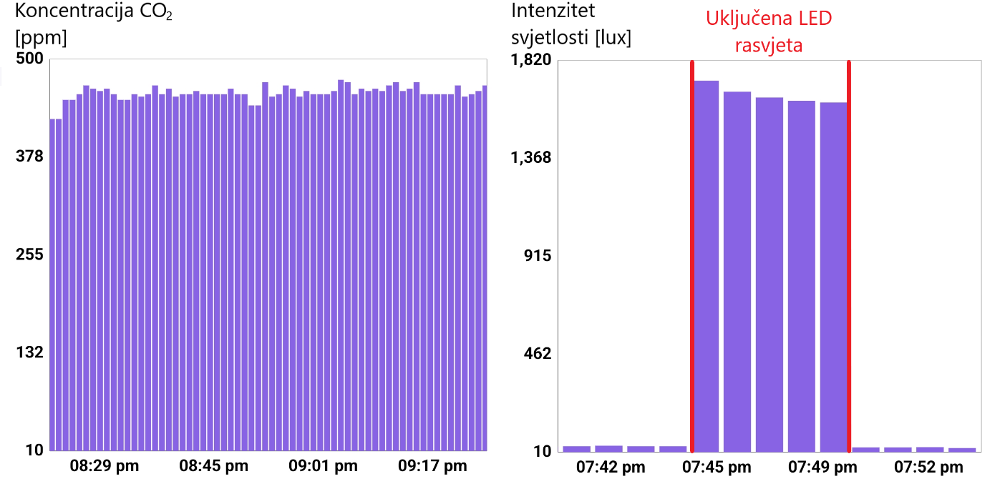 Koncentracija CO₂
[ppm]
500
378
255
132
10
08:29 pm 08:45 pm 09:01 pm 09:17 pm
Intenzitet
svjetlosti [lux]
Uključena LED
rasvjeta
1,820
1,368
915
462
10
07:42 pm 07:45 pm 07:49 pm 07:52 pm